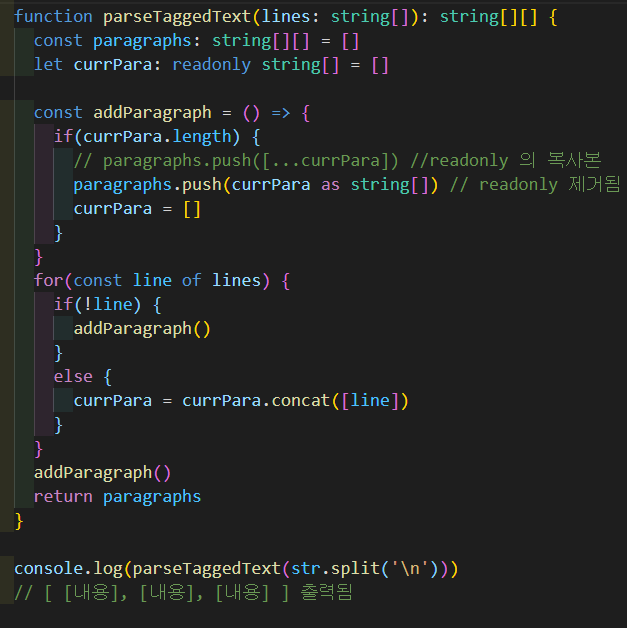 function parseTaggedText(lines: string[]): string[][] {
  const paragraphs: string[][] = []
  let currPara: readonly string[] = []

  const addParagraph = () => {
    if(currPara.length) {
      // paragraphs.push([...currPara]) //readonly 의 복사본
      paragraphs.push(currPara as string[]) // readonly 제거됨
      currPara = []
    }
  }
  for(const line of lines) {
    if(!line) {
      addParagraph()
    }
    else {
      currPara = currPara.concat([line])
    }
  }
  addParagraph()
  return paragraphs
}

console.log(parseTaggedText(str.split('\n')))
// [ [내용], [내용], [내용] ] 출력됨